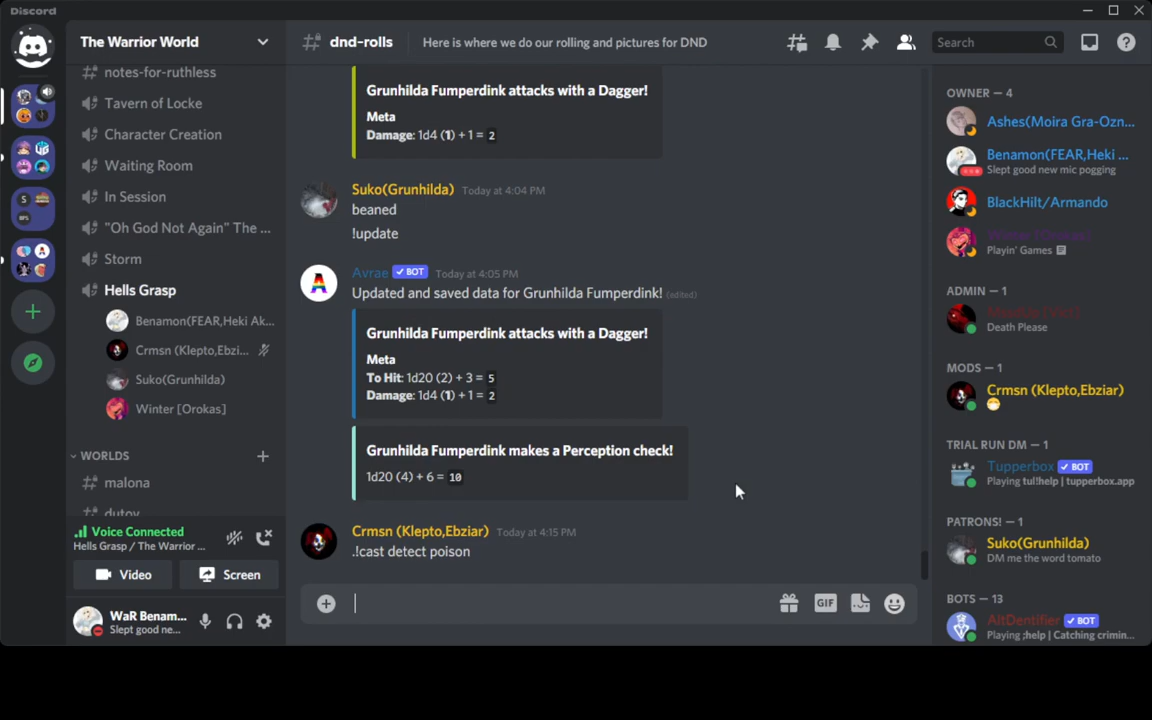 Discord
The Warrior World
notes-for-ruthless
Tavern of Locke
Character Creation
Waiting Room
In Session
"Oh God Not Again" The ...
Storm
Hells Grasp
Benamon(FEAR,Heki Ak...
Crmsn (Klepto,Ebzi...
Suko(Grunhilda)
Winter [Orokas]
WORLDS
malona
dutoy
Voice Connected
Hells Grasp / The Warrior ...
Video
Screen
WaR Benam...
Slept good ne...
dnd-rolls
Here is where we do our rolling and pictures for DND
Search
Grunhilda Fumperdink attacks with a Dagger!
Meta
Damage: 1d4 (1) + 1 = 2
Suko(Grunhilda) Today at 4:04 PM
beaned
!update
A
Avrae BOT Today at 4:05 PM
Updated and saved data for Grunhilda Fumperdink! (edited)
Grunhilda Fumperdink attacks with a Dagger!
Meta
To Hit: 1d20 (2) + 3 = 5
Damage: 1d4 (1) + 1 = 2
Grunhilda Fumperdink makes a Perception check!
1d20 (4) + 6 = 10
Crmsn (Klepto,Ebziar) Today at 4:15 PM
.!cast detect poison
GIF
OWNER — 4
Ashes(Moira Gra-Ozn...
Benamon(FEAR,Heki ...
Slept good new mic pogging
BlackHilt/Armando
Winter [Orokas]
Playin' Games
ADMIN — 1
Death Please
MODS — 1
Crmsn (Klepto,Ebziar)
TRIAL RUN DM — 1
Tupperbox BOT
Playing tul!help | tupperbox.app
PATRONS! — 1
Suko(Grunhilda)
DM me the word tomato
BOTS — 13
AltDentifier BOT
Playing ;help | Catching crimin...